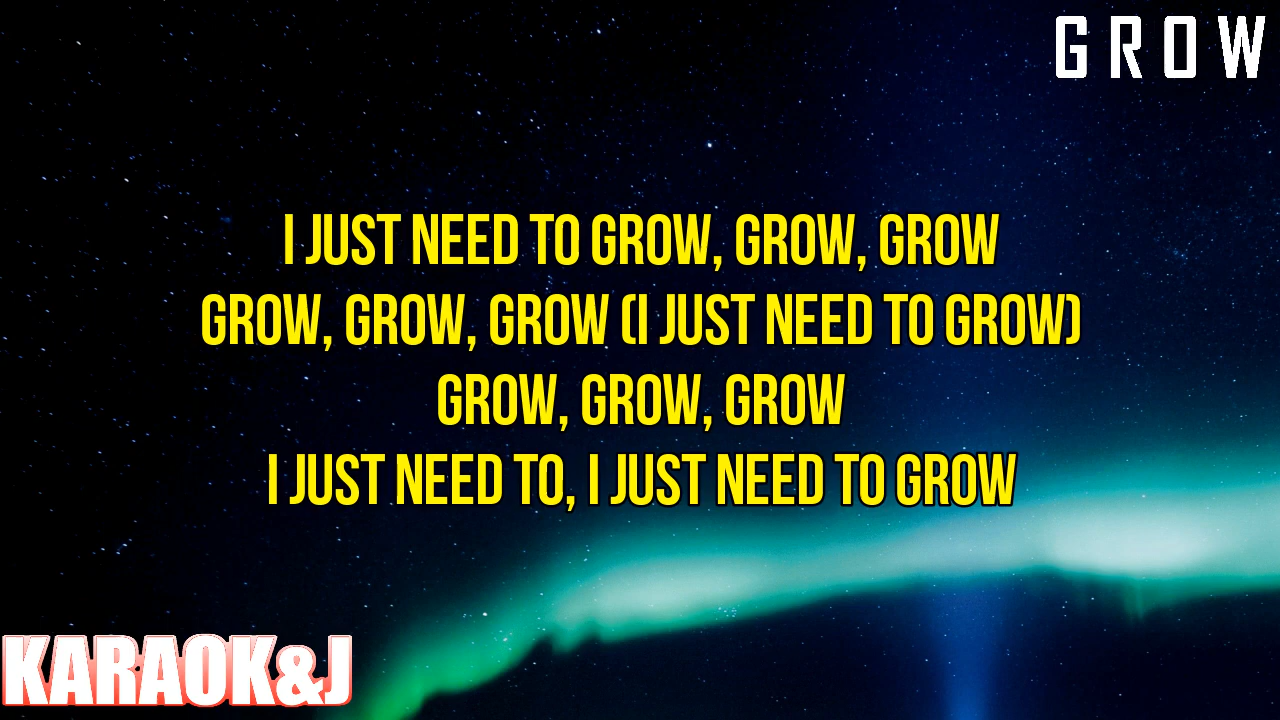 GROW
I JUST NEED TO GROW, GROW, GROW
GROW, GROW, GROW (I JUST NEED TO GROW)
GROW, GROW, GROW
I JUST NEED TO, I JUST NEED TO GROW
KARAOK&J